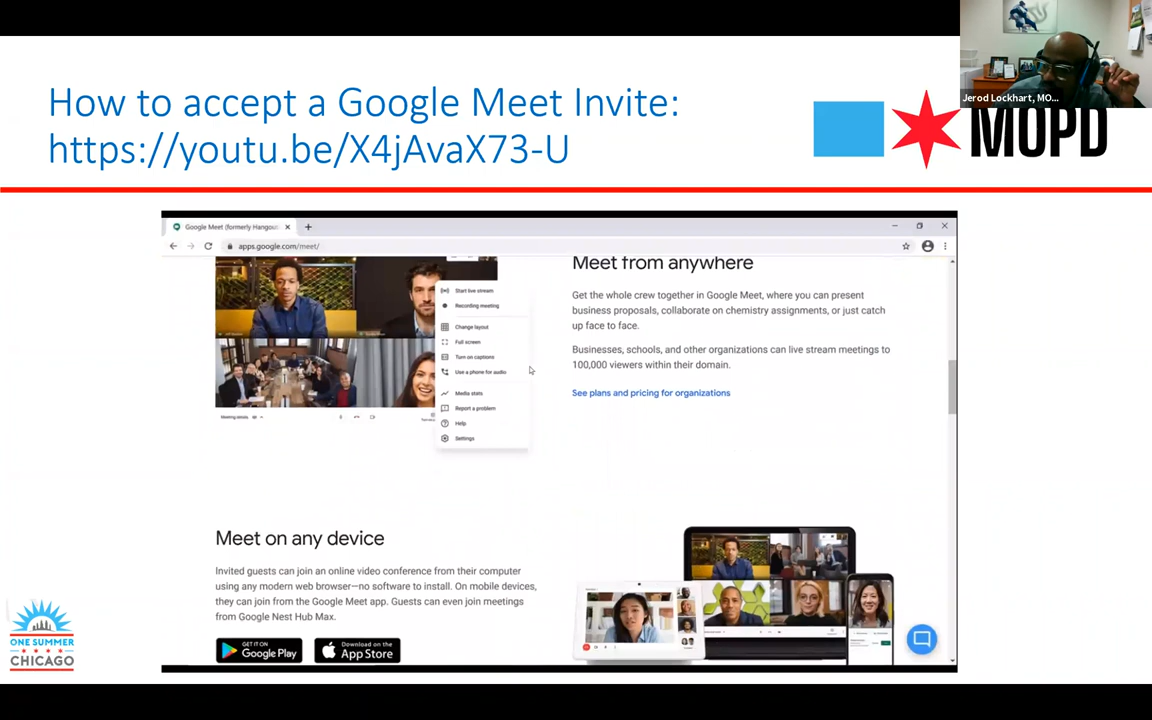 How to accept a Google Meet Invite:
https://youtu.be/X4jAvaX73-U
Jerod Lockhart, MO...
MOPD
Google Meet (formerly Hangou
apps.google.com/meet/
Start live stream
Recording meeting
Change layout
Full screen
Turn on captions
Use a phone for audio
Media stats
Report a problem
Help
Settings
Meeting details
Meet from anywhere
Get the whole crew together in Google Meet, where you can present
business proposals, collaborate on chemistry assignments, or just catch
up face to face.
Businesses, schools, and other organizations can live stream meetings to
100,000 viewers within their domain.
See plans and pricing for organizations
Meet on any device
Invited guests can join an online video conference from their computer
using any modern web browser—no software to install. On mobile devices,
they can join from the Google Meet app. Guests can even join meetings
from Google Nest Hub Max.
GET IT ON
Google Play
Download on the
App Store
ONE SUMMER
CHICAGO